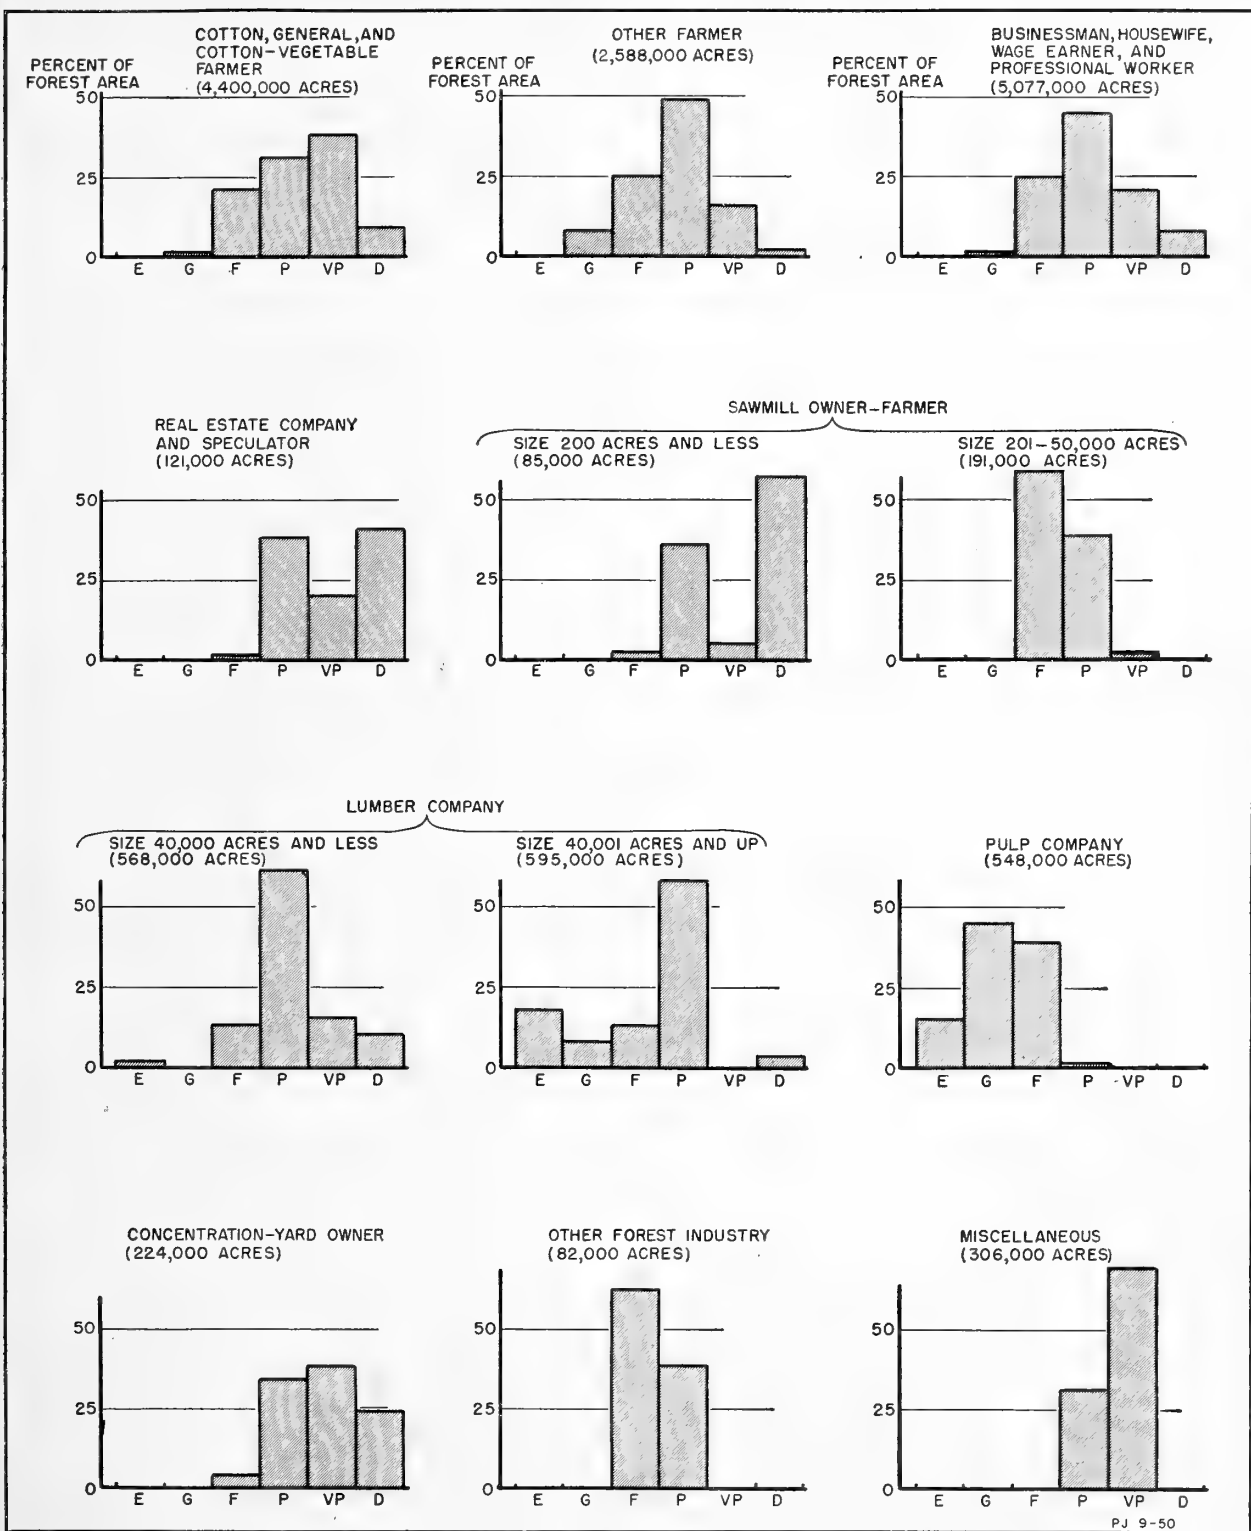 COTTON, GENERAL, AND
COTTON-VEGETABLE
FARMER
(4,400,000 ACRES)
PERCENT OF
FOREST AREA
50
25
0
E G F P VP D
OTHER FARMER
(2,588,000 ACRES)
PERCENT OF
FOREST AREA
50
25
0
E G F P VP D
BUSINESSMAN, HOUSEWIFE,
WAGE EARNER, AND
PROFESSIONAL WORKER
(5,077,000 ACRES)
PERCENT OF
FOREST AREA
50
25
0
E G F P VP D
REAL ESTATE COMPANY
AND SPECULATOR
(121,000 ACRES)
50
25
0
E G F P VP D
SAWMILL OWNER-FARMER
SIZE 200 ACRES AND LESS
(85,000 ACRES)
50
25
0
E G F P VP D
SIZE 201-50,000 ACRES
(191,000 ACRES)
50
25
0
E G F P VP D
LUMBER COMPANY
SIZE 40,000 ACRES AND LESS
(568,000 ACRES)
50
25
0
E G F P VP D
SIZE 40,001 ACRES AND UP
(595,000 ACRES)
50
25
0
E G F P VP D
PULP COMPANY
(548,000 ACRES)
50
25
0
E G F P VP D
CONCENTRATION-YARD OWNER
(224,000 ACRES)
50
25
0
E G F P VP D
OTHER FOREST INDUSTRY
(82,000 ACRES)
50
25
0
E G F P VP D
MISCELLANEOUS
(306,000 ACRES)
50
25
0
E G F P VP D
PJ 9-50